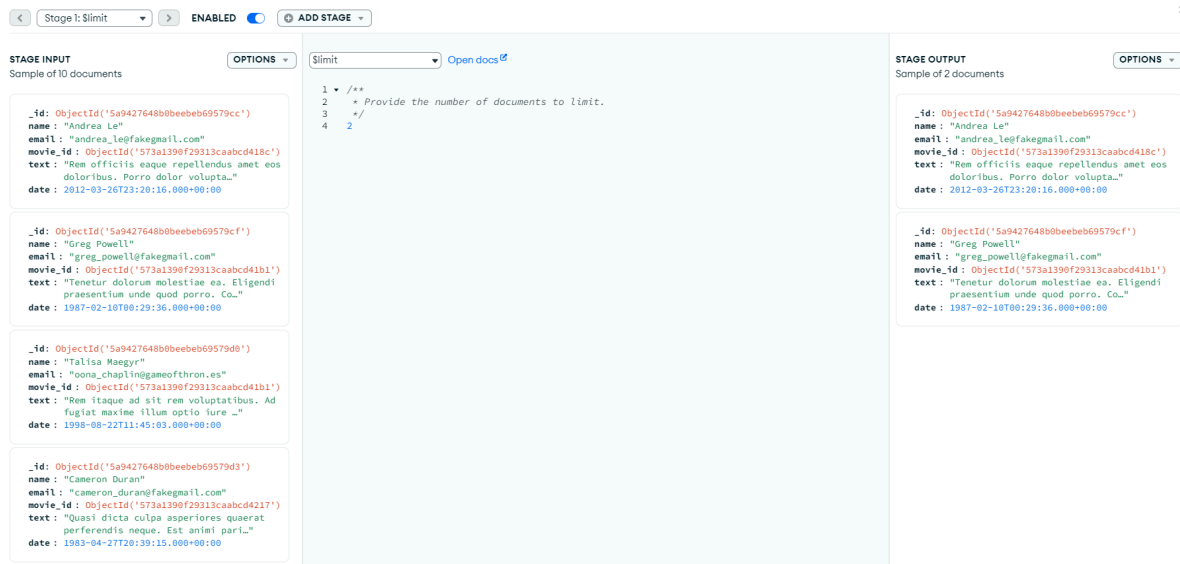 Stage 1: $limit
ENABLED
ADD STAGE
STAGE INPUT
OPTIONS
Sample of 10 documents
_id: ObjectId('5a9427648b0beebeb69579cc')
name : "Andrea Le"
email : "andrea_le@fakegmail.com"
movie_id : ObjectId('573a1390f29313caabcd418c')
text : "Rem officiis eaque repellendus amet eos
doloribus. Porro dolor volupta…"
date : 2012-03-26T23:20:16.000+00:00
_id: ObjectId('5a9427648b0beebeb69579cf')
name : "Greg Powell"
email : "greg_powell@fakegmail.com"
movie_id : ObjectId('573a1390f29313caabcd41b1')
text : "Tenetur dolorum molestiae ea. Eligendi
praesentium unde quod porro. Co…"
date : 1987-02-10T00:29:36.000+00:00
_id: ObjectId('5a9427648b0beebeb69579d0')
name : "Talisa Maegyr"
email : "oona_chaplin@gameofthron.es"
movie_id : ObjectId('573a1390f29313caabcd41b1')
text : "Rem itaque ad sit rem voluptatibus. Ad
fugiat maxime illum optio iure …"
date : 1998-08-22T11:45:03.000+00:00
_id: ObjectId('5a9427648b0beebeb69579d3')
name : "Cameron Duran"
email : "cameron_duran@fakegmail.com"
movie_id : ObjectId('573a1390f29313caabcd4217')
text : "Quasi dicta culpa asperiores quaerat
perferendis neque. Est animi pari…"
date : 1983-04-27T20:39:15.000+00:00
$limit
Open docs
1 /**
2 * Provide the number of documents to limit.
3 */
4 2
STAGE OUTPUT
OPTIONS
Sample of 2 documents
_id: ObjectId('5a9427648b0beebeb69579cc')
name : "Andrea Le"
email : "andrea_le@fakegmail.com"
movie_id : ObjectId('573a1390f29313caabcd418c')
text : "Rem officiis eaque repellendus amet eos
doloribus. Porro dolor volupta…"
date : 2012-03-26T23:20:16.000+00:00
_id: ObjectId('5a9427648b0beebeb69579cf')
name : "Greg Powell"
email : "greg_powell@fakegmail.com"
movie_id : ObjectId('573a1390f29313caabcd41b1')
text : "Tenetur dolorum molestiae ea. Eligendi
praesentium unde quod porro. Co…"
date : 1987-02-10T00:29:36.000+00:00